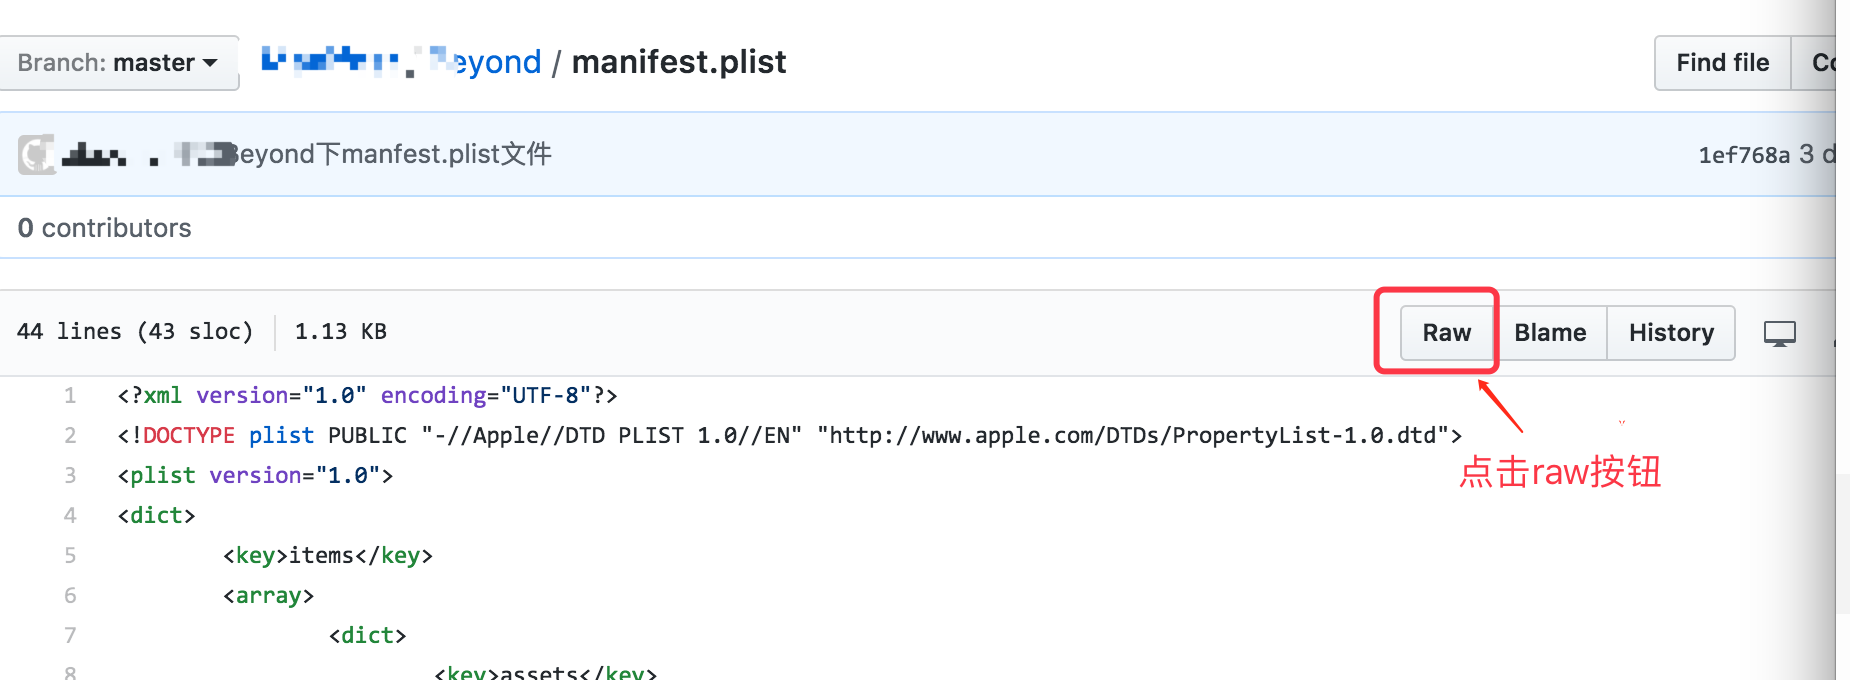 Branch: master eyond / manifest.plist Find file
eyond下manfest.plist文件 1ef768a 3 d
0 contributors
44 lines (43 sloc) 1.13 KB Raw Blame History
1 <?xml version="1.0" encoding="UTF-8"?>
2 <!DOCTYPE plist PUBLIC "-//Apple//DTD PLIST 1.0//EN" "http://www.apple.com/DTDs/PropertyList-1.0.dtd">
3 <plist version="1.0">
点击raw按钮
4 <dict>
5 <key>items</key>
6 <array>
7 <dict>
8 <key>assets</key>